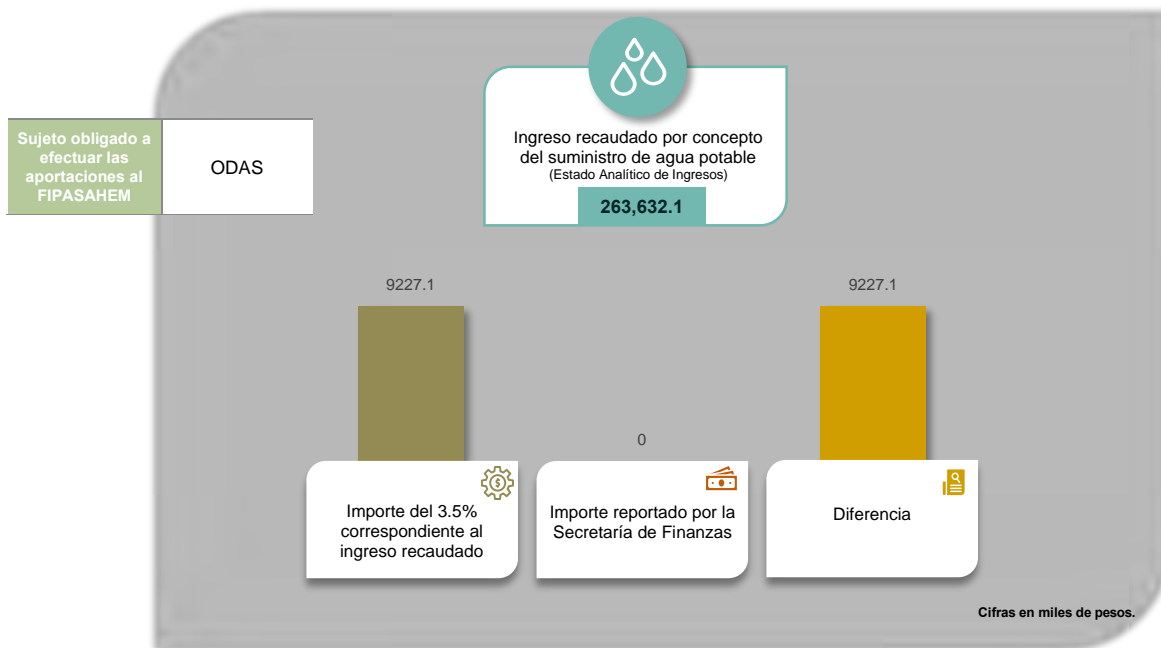 Ingreso recaudado por concepto
del suministro de agua potable
(Estado Analítico de Ingresos)
263,632.1
Sujeto obligado a
efectuar las
aportaciones al
FIPASAHEM
ODAS
9227.1
0
9227.1
Importe del 3.5%
correspondiente al
ingreso recaudado
Importe reportado por la
Secretaría de Finanzas
Diferencia
Cifras en miles de pesos.